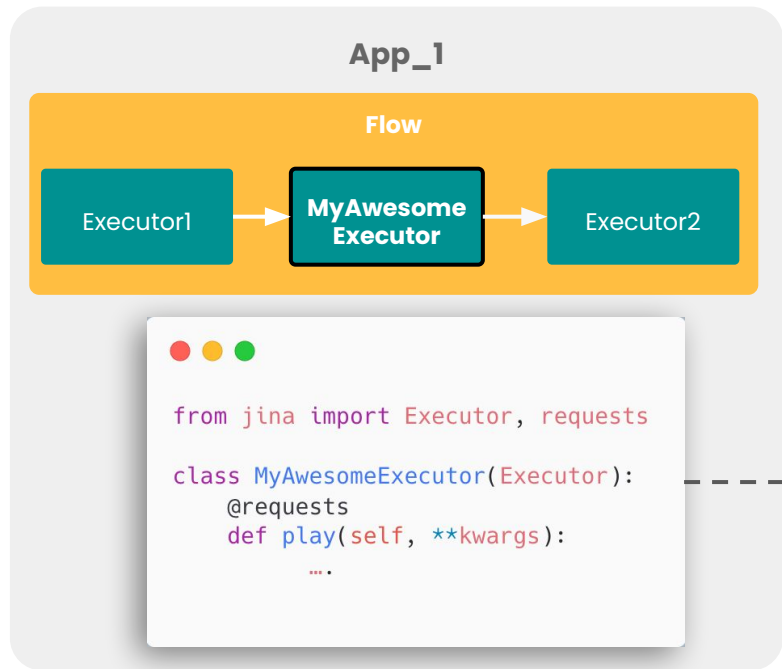 App_1
Flow
Executor1
MyAwesome
Executor
Executor2
from jina import Executor, requests
class MyAwesomeExecutor(Executor):
    @requests
    def play(self, **kwargs):
        ….